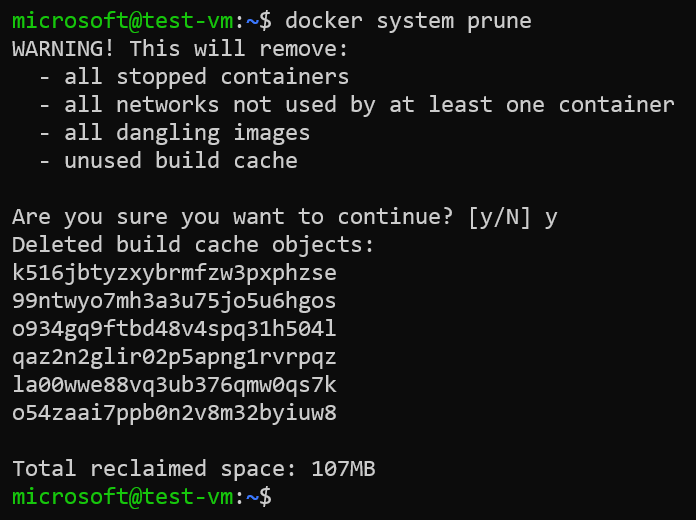 microsoft@test-vm:~$ docker system prune
WARNING! This will remove:
  - all stopped containers
  - all networks not used by at least one container
  - all dangling images
  - unused build cache

Are you sure you want to continue? [y/N] y
Deleted build cache objects:
k516jbtyzxybrmfzw3pxphzse
99ntwyo7mh3a3u75jo5u6hgos
o934gq9ftbd48v4spq31h504l
qaz2n2glir02p5apng1rvrpqz
la00wwe88vq3ub376qmw0qs7k
o54zaai7ppb0n2v8m32byiuw8

Total reclaimed space: 107MB
microsoft@test-vm:~$